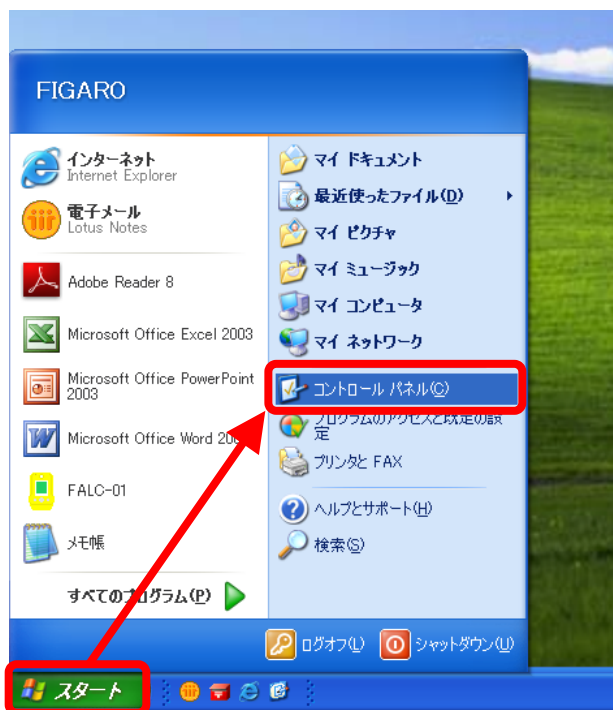 FIGARO
インターネット
Internet Explorer
電子メール
Lotus Notes
Adobe Reader 8
Microsoft Office Excel 2003
Microsoft Office PowerPoint
2003
Microsoft Office Word
FALC-01
メモ帳
すべてのプログラム(P)
マイ ドキュメント
最近使ったファイル(D)
マイ ピクチャ
マイ ミュージック
マイ コンピュータ
マイ ネットワーク
コントロール パネル(C)
プログラムのアクセスと既定の設
定
プリンタと FAX
ヘルプとサポート(H)
検索(S)
ログオフ(L)
シャットダウン(U)
スタート